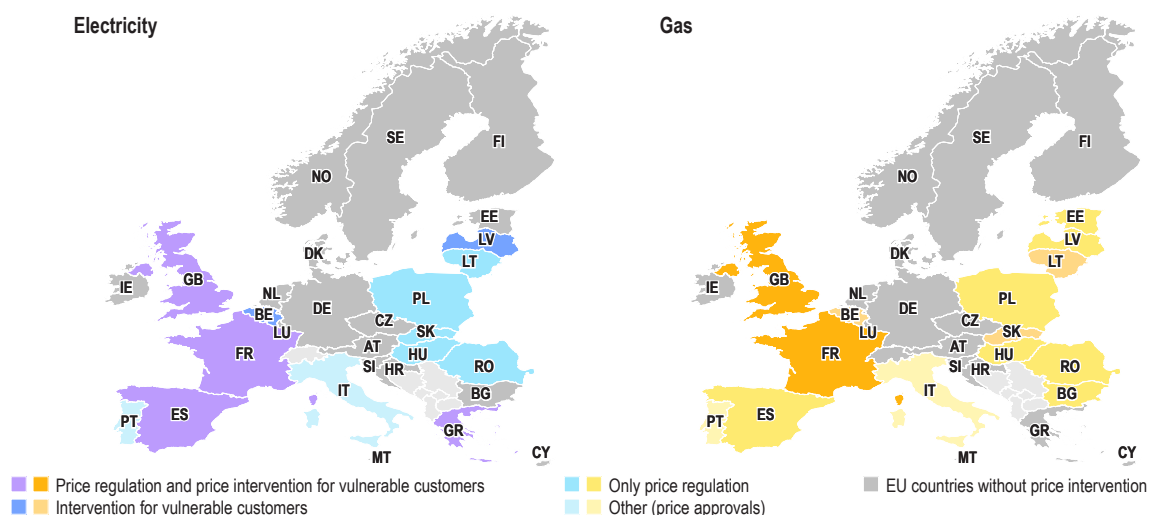 Electricity
Gas
SE
FI
NO
EE
LV
DK
LT
GB
IE
NL
PL
BE
DE
LU
CZ
SK
FR
AT
HU
SI
HR
RO
IT
BG
PT
ES
GR
MT
CY
SE
FI
NO
EE
LV
DK
LT
GB
IE
NL
PL
BE
DE
LU
CZ
SK
FR
AT
HU
SI
HR
RO
IT
BG
PT
ES
GR
MT
CY
Price regulation and price intervention for vulnerable customers
Only price regulation
EU countries without price intervention
Intervention for vulnerable customers
Other (price approvals)